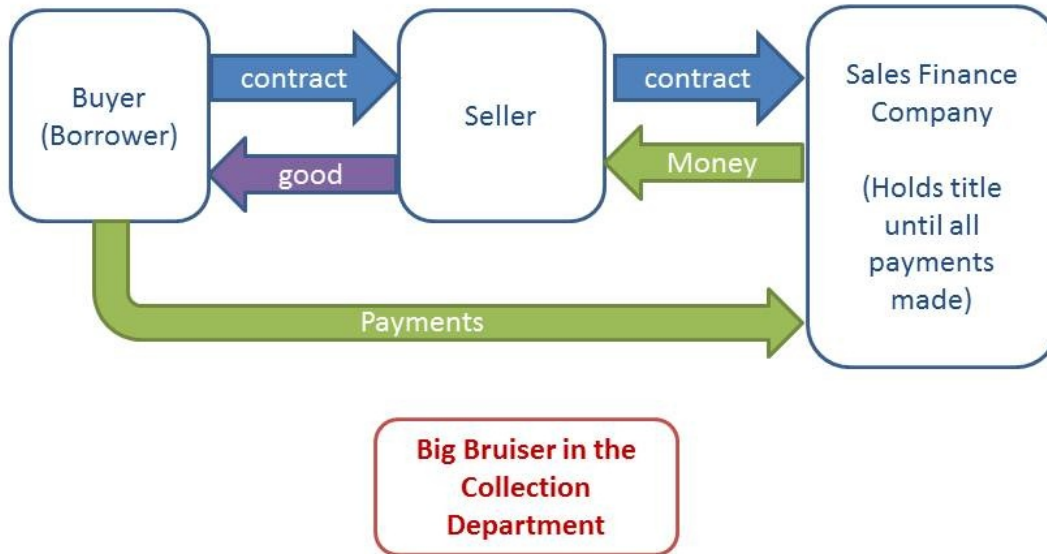 Buyer
(Borrower)
contract
good
Seller
contract
Money
Sales Finance
Company
(Holds title
until all
payments
made)
Payments
Big Bruiser in the
Collection
Department